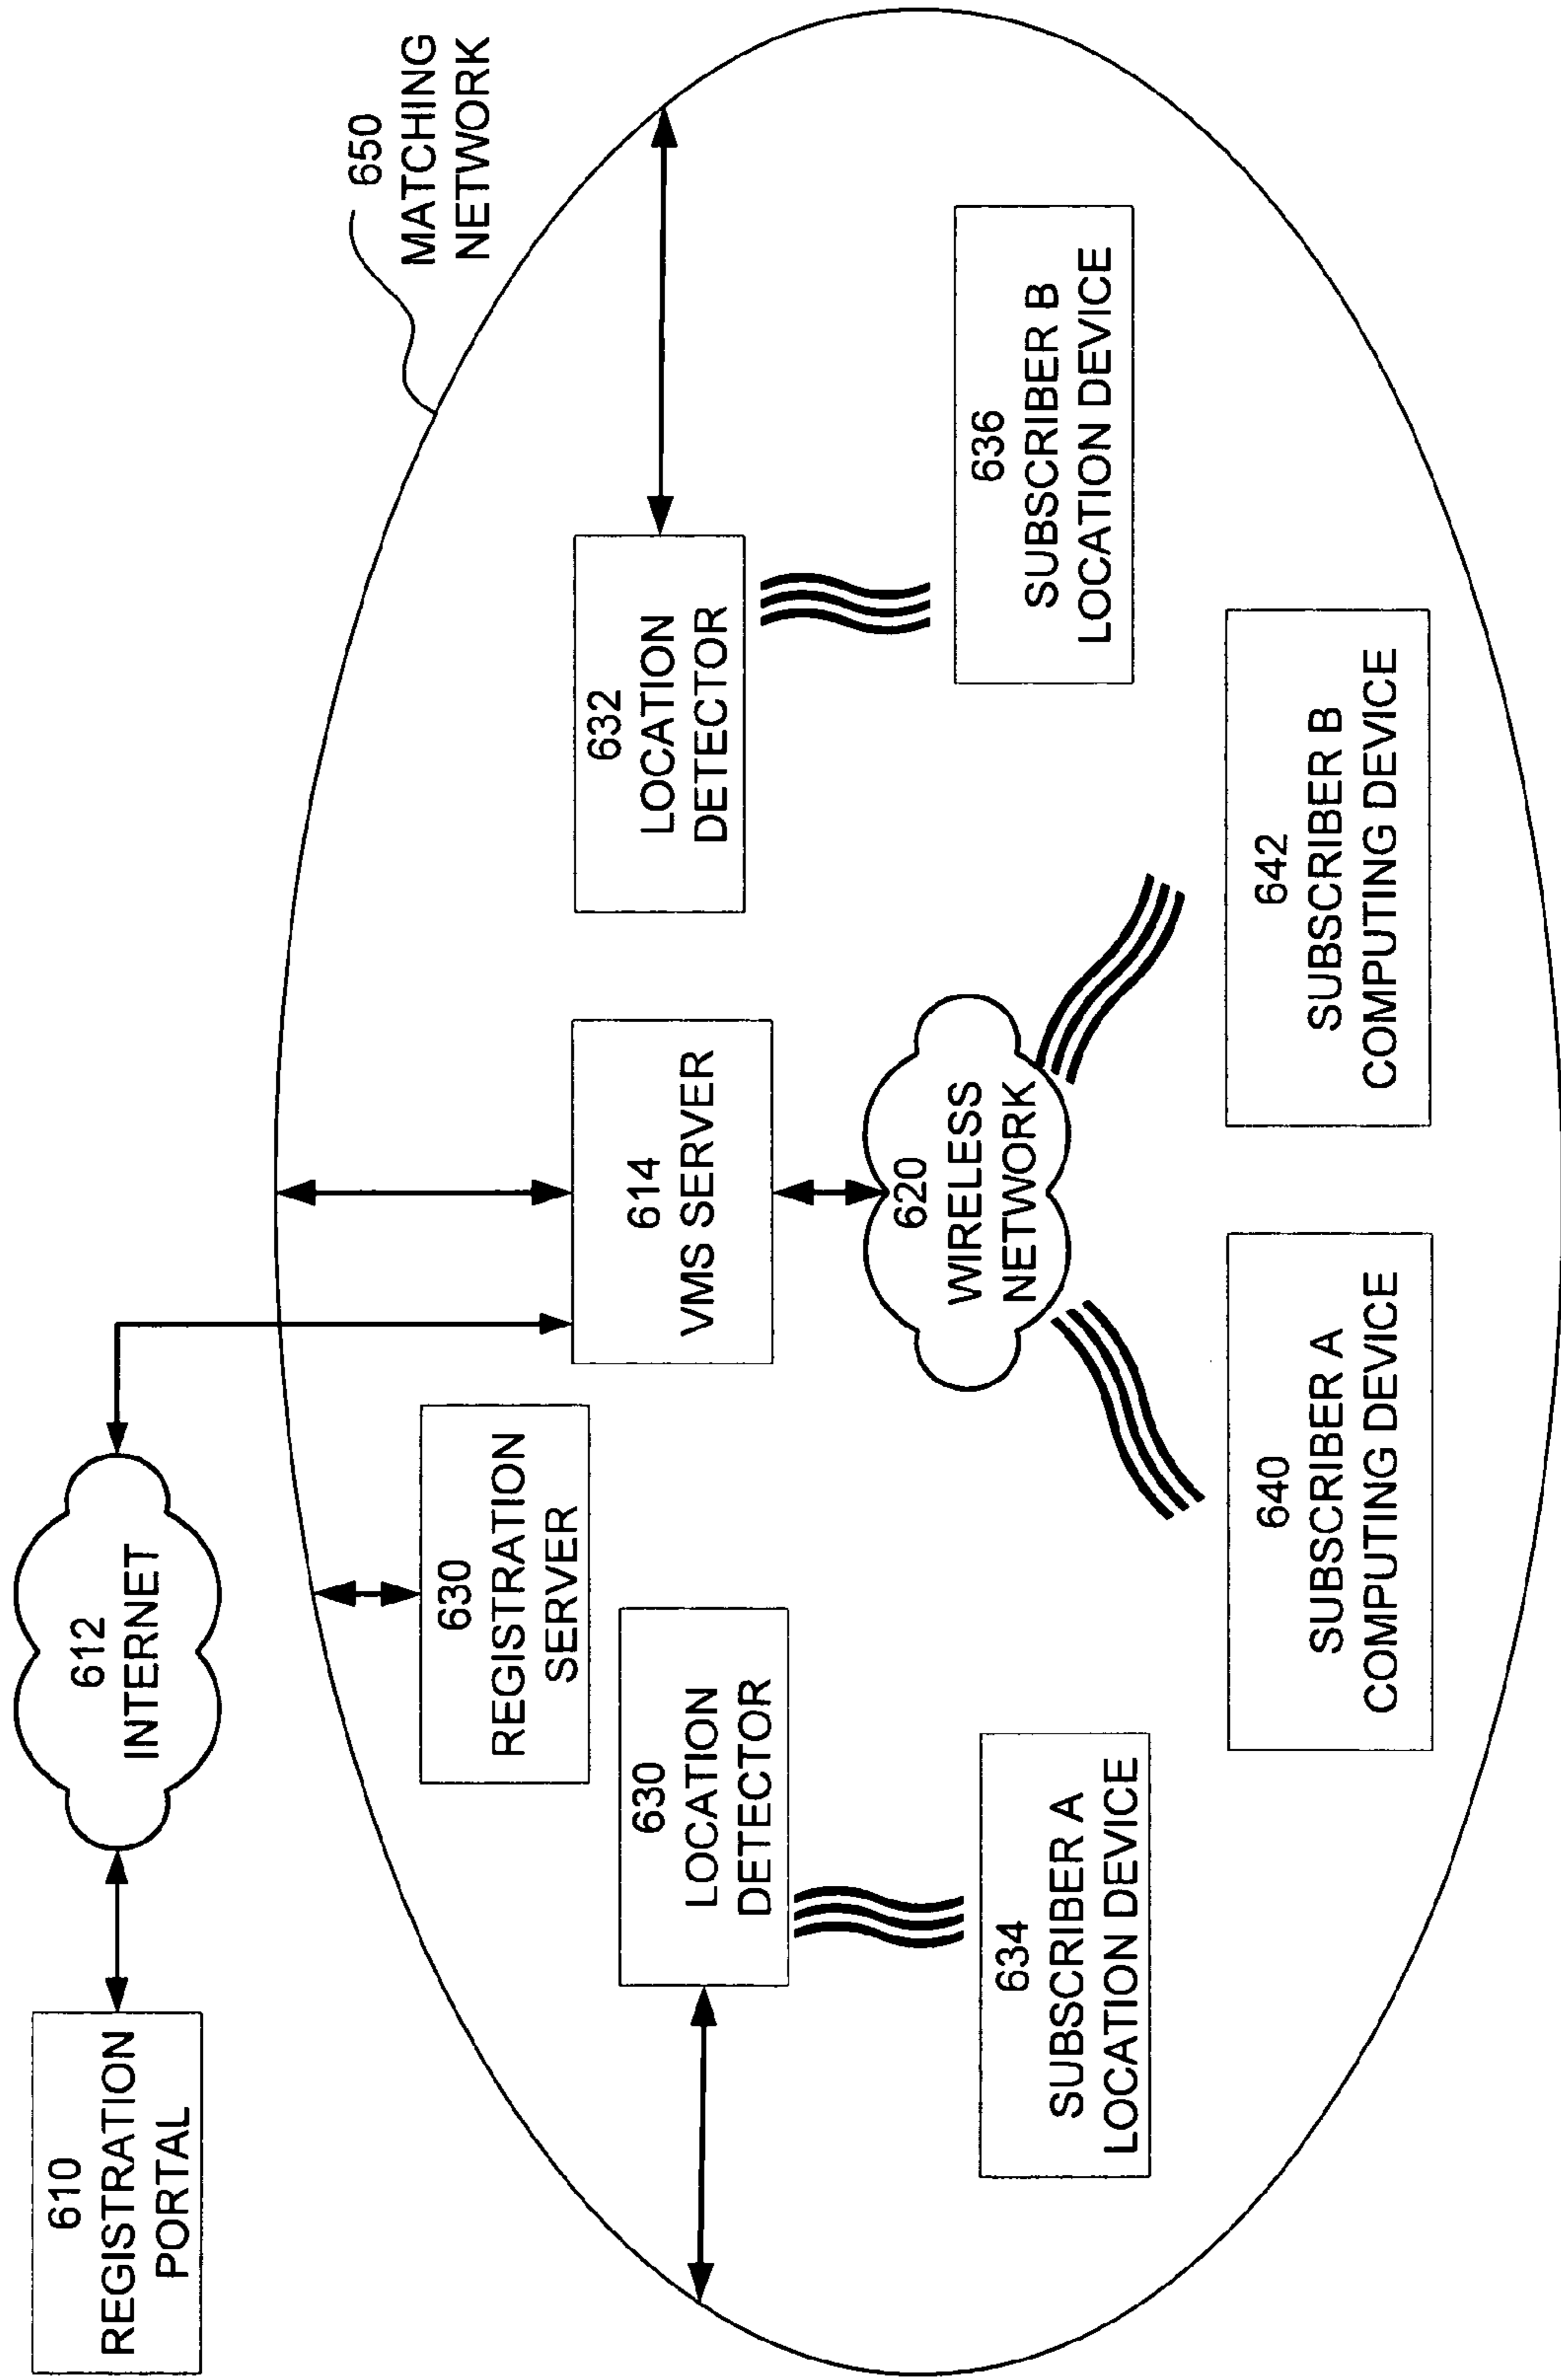 610
REGISTRATION
PORTAL
612
INTERNET
650
MATCHING
NETWORK
630
REGISTRATION
SERVER
614
VMS SERVER
630
LOCATION
DETECTOR
632
LOCATION
DETECTOR
620
WIRELESS
NETWORK
634
SUBSCRIBER A
LOCATION DEVICE
636
SUBSCRIBER B
LOCATION DEVICE
640
SUBSCRIBER A
COMPUTING DEVICE
642
SUBSCRIBER B
COMPUTING DEVICE